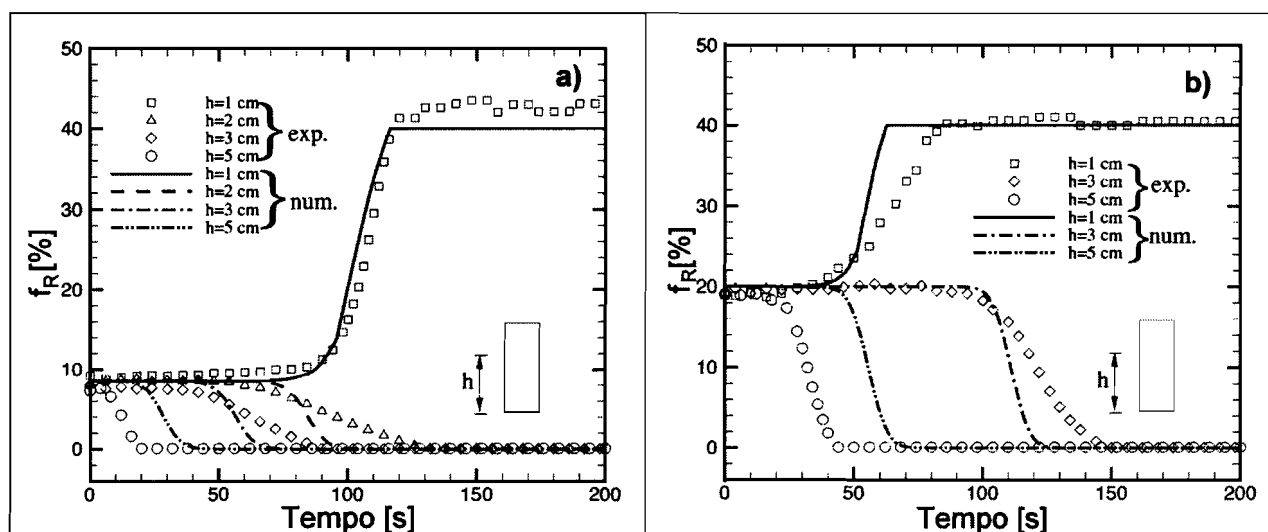 a)
50
40
30
20
10
0
f_R[%]
h=1 cm
h=2 cm
h=3 cm
h=5 cm
exp.
h=1 cm
h=2 cm
h=3 cm
h=5 cm
num.
h
0 50 100 150 200
Tempo [s]
b)
50
40
30
20
10
0
f_R[%]
h=1 cm
h=3 cm
h=5 cm
exp.
h=1 cm
h=3 cm
h=5 cm
num.
h
0 50 100 150 200
Tempo [s]